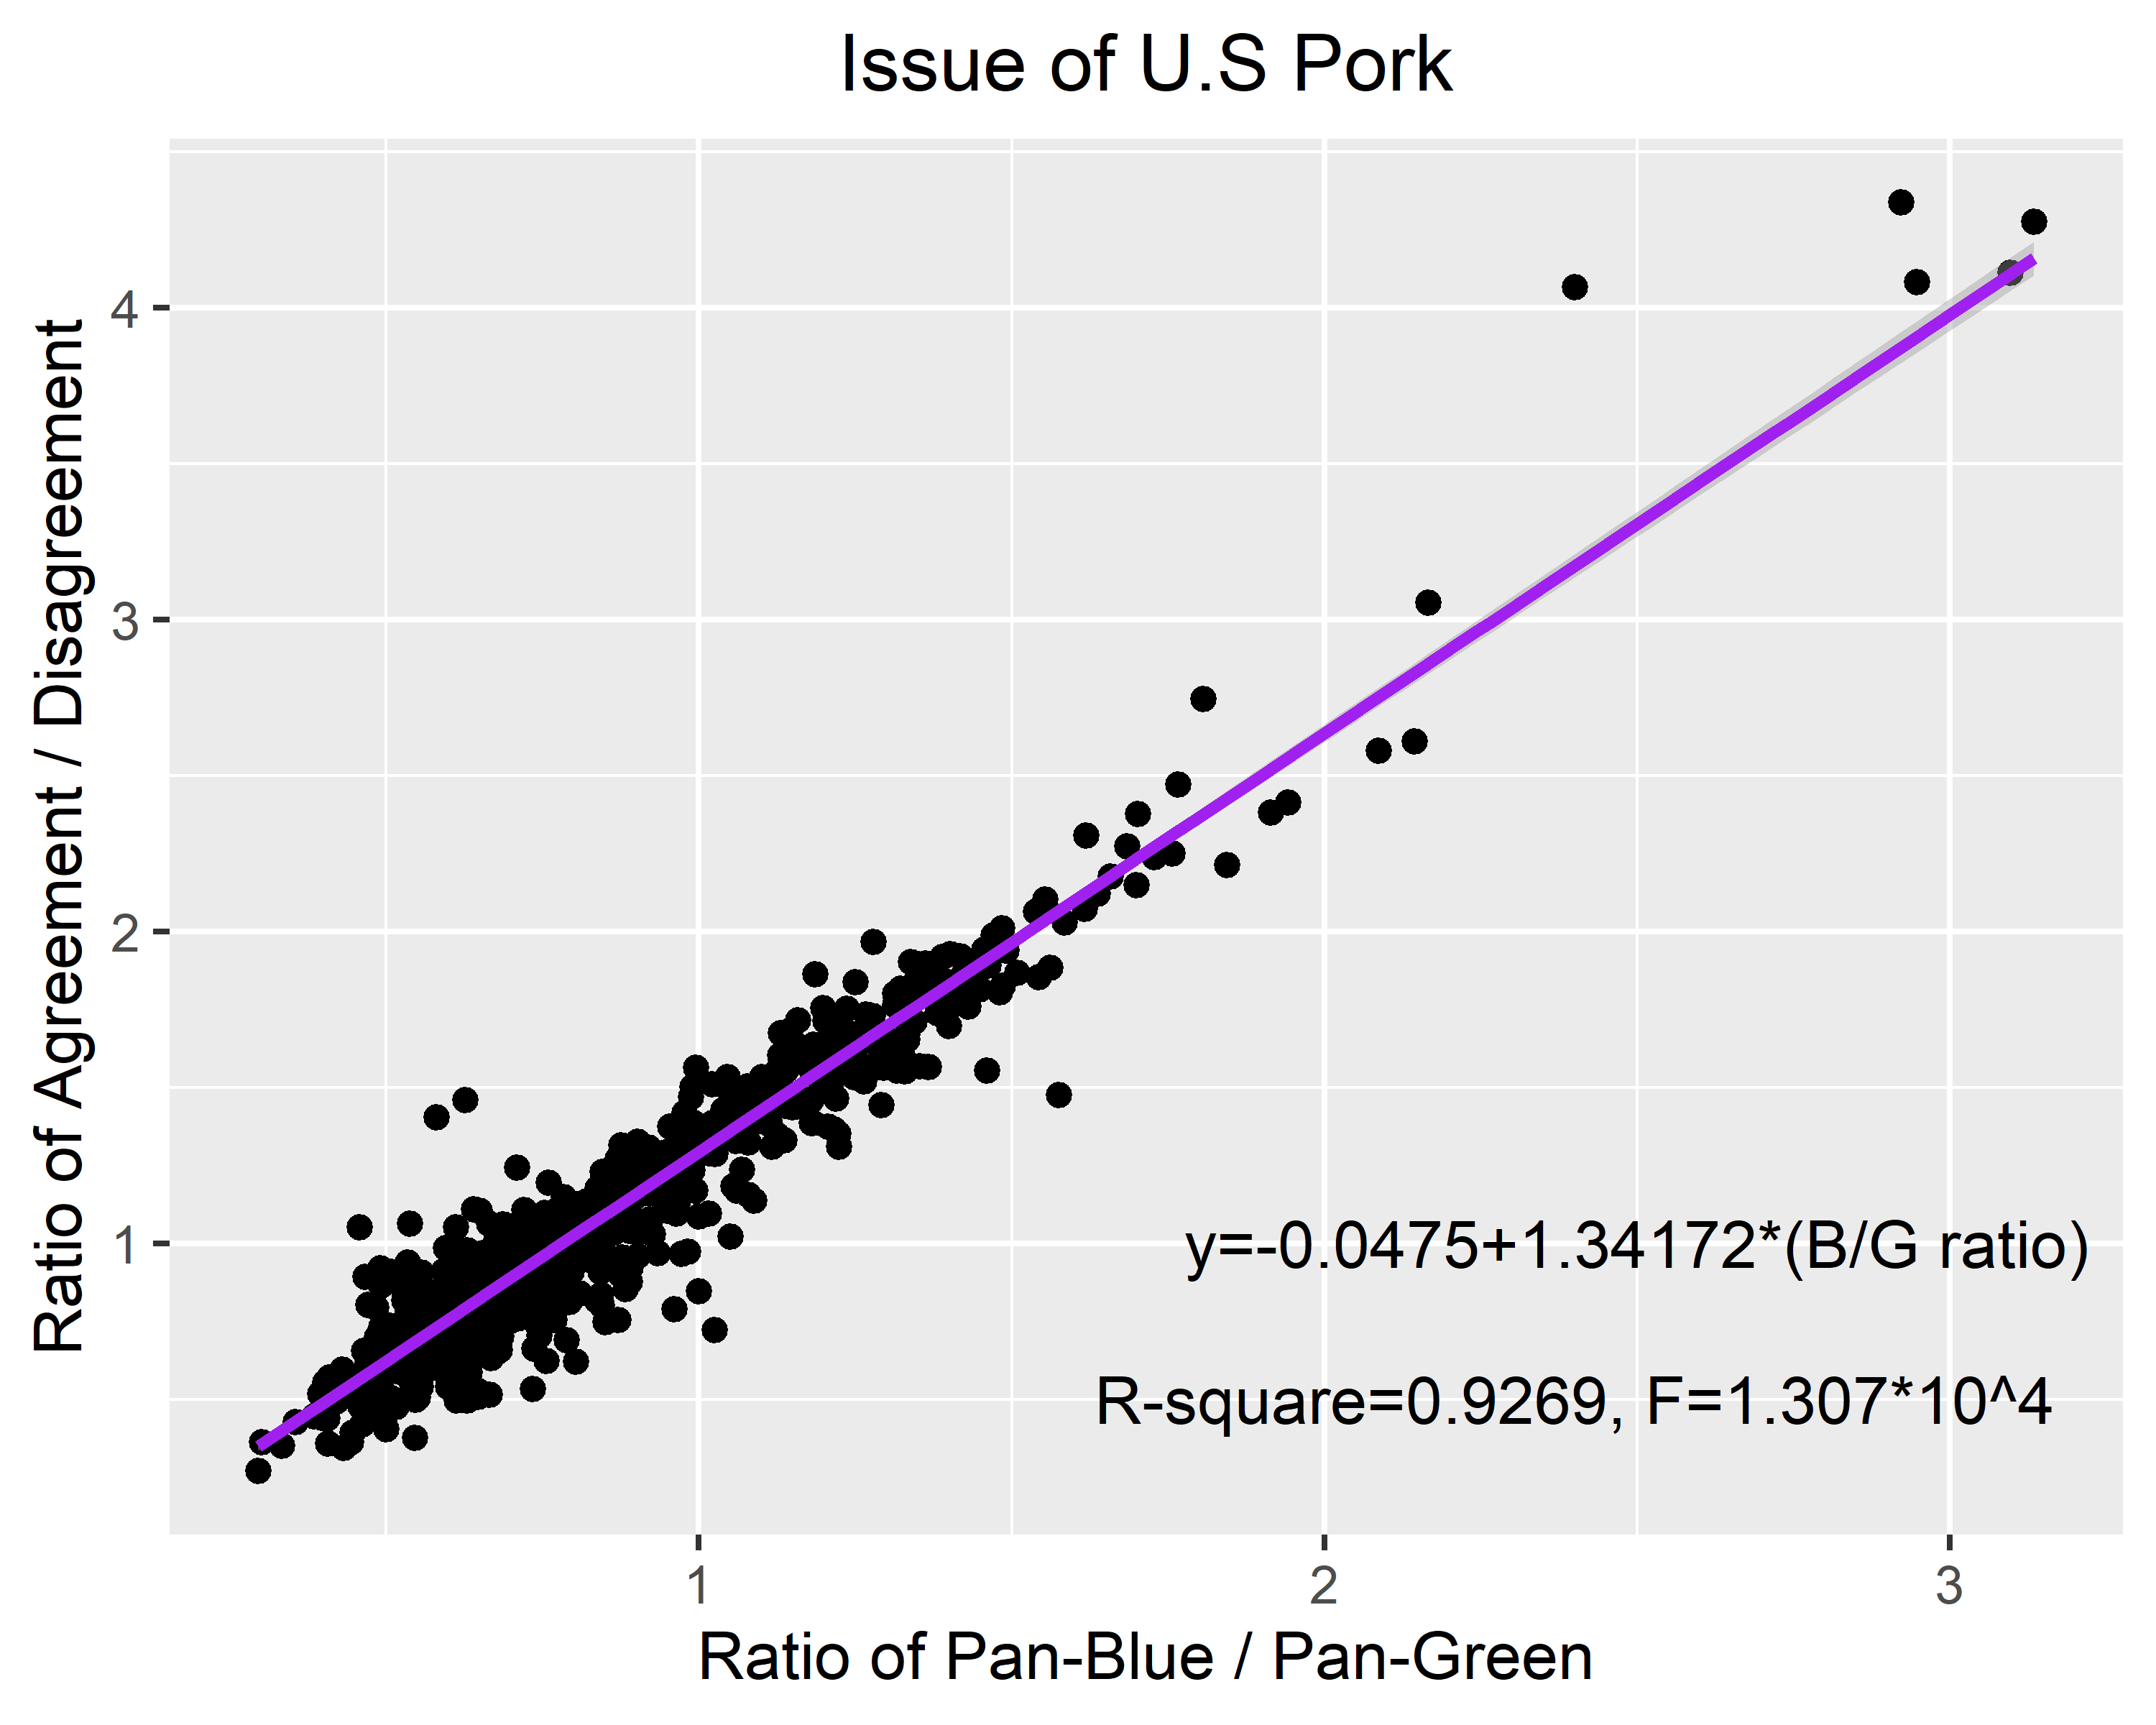 Issue of U.S Pork
Ratio of Agreement / Disagreement
4
3
2
1
y=-0.0475+1.34172*(B/G ratio)
R-square=0.9269, F=1.307*10^4
1
2
3
Ratio of Pan-Blue / Pan-Green